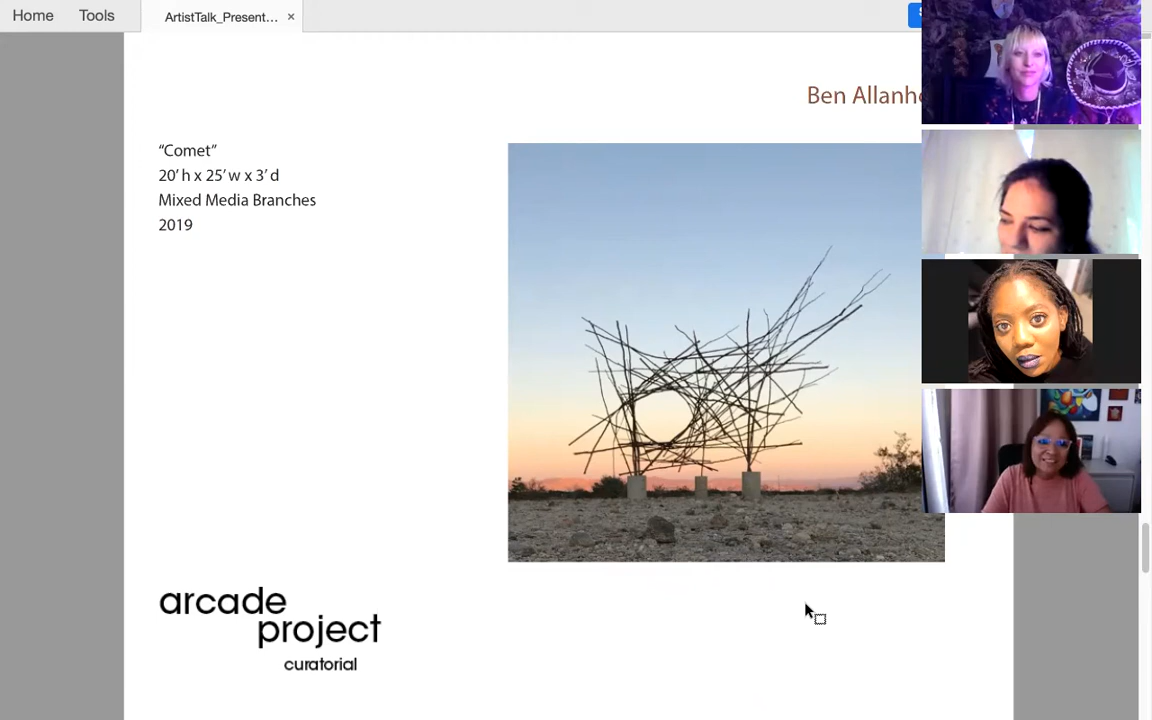 Home Tools ArtistTalk_Present... ×
Ben Allanh
“Comet”
20’ h x 25’ w x 3’ d
Mixed Media Branches
2019
arcade
project
curatorial